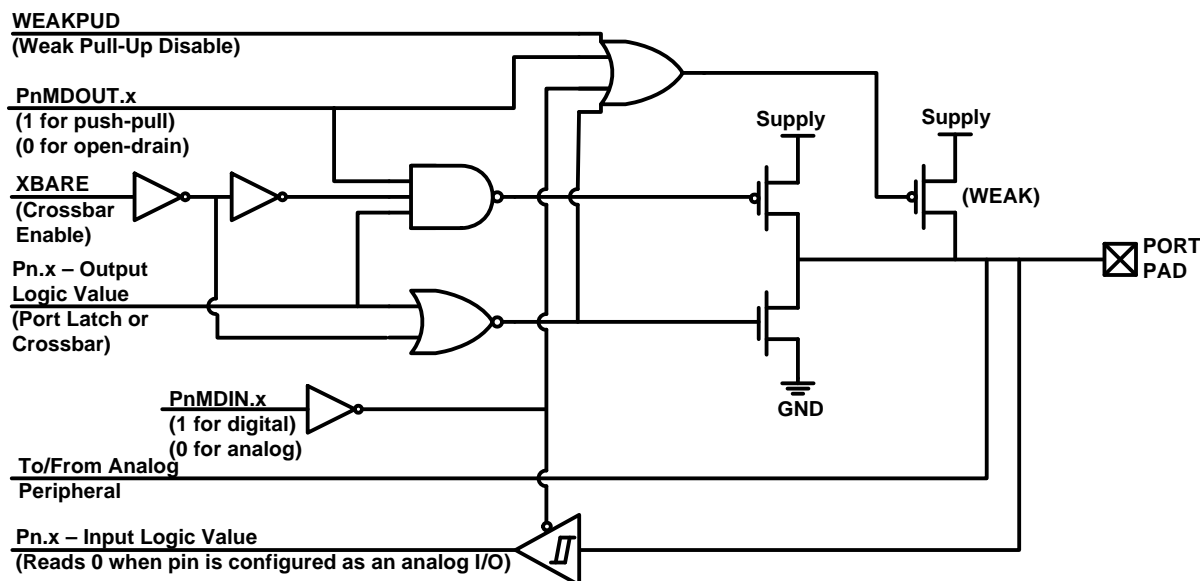 WEAKPUD
(Weak Pull-Up Disable)
PnMDOUT.x
(1 for push-pull)
(0 for open-drain)
XBARE
(Crossbar
Enable)
Pn.x – Output
Logic Value
(Port Latch or
Crossbar)
Supply
Supply
(WEAK)
PORT
PAD
GND
PnMDIN.x
(1 for digital)
(0 for analog)
To/From Analog
Peripheral
Pn.x – Input Logic Value
(Reads 0 when pin is configured as an analog I/O)